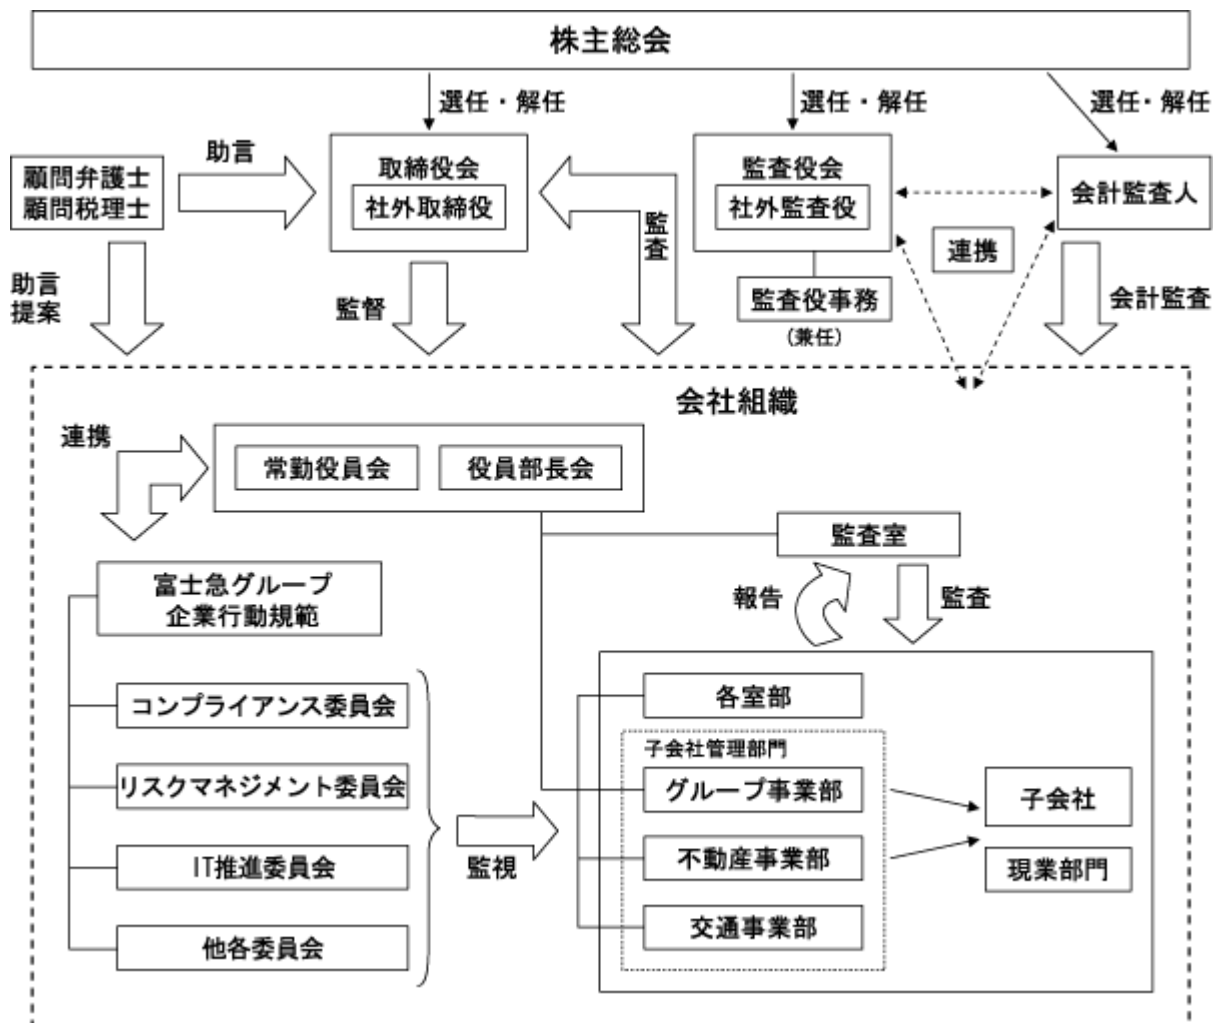 株主総会
選任・解任
選任・解任
選任・解任
助言
顧問弁護士
顧問税理士
取締役会
社外取締役
監査
監査役会
社外監査役
会計監査人
連携
助言
提案
監督
監査役事務
(兼任)
会計監査
会社組織
連携
常勤役員会
役員部長会
監査室
富士急グループ
企業行動規範
報告
監査
コンプライアンス委員会
リスクマネジメント委員会
IT推進委員会
他各委員会
監視
各室部
子会社管理部門
グループ事業部
不動産事業部
交通事業部
子会社
現業部門